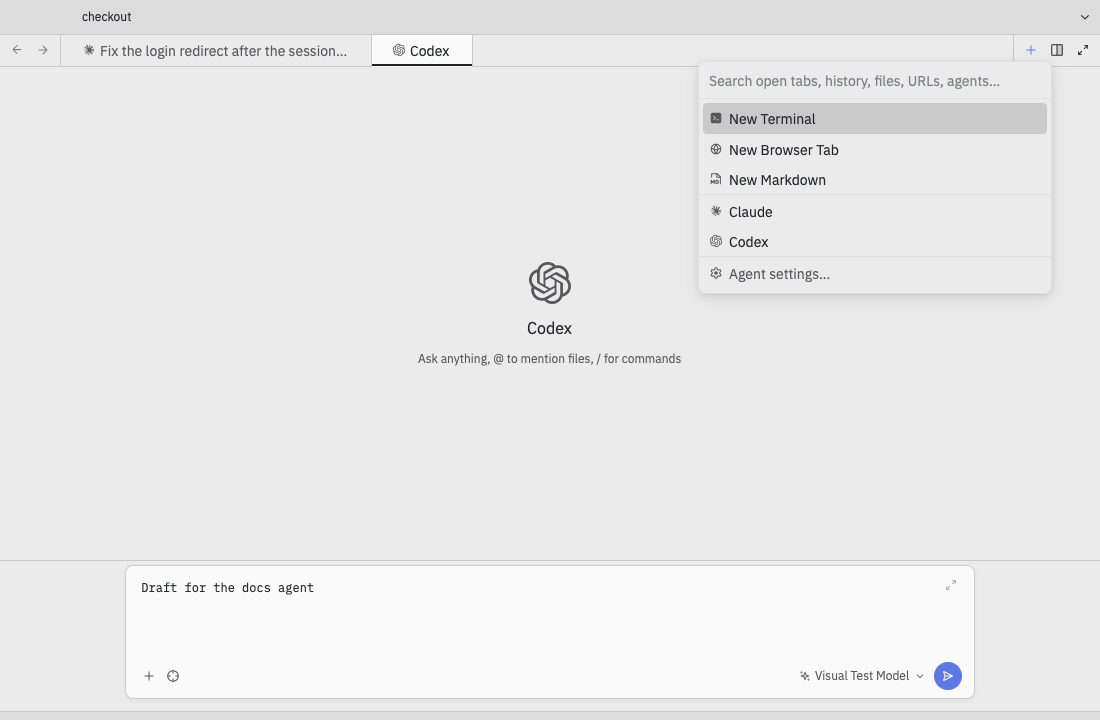 checkout
Fix the login redirect after the session...
Codex
Search open tabs, history, files, URLs, agents...
New Terminal
New Browser Tab
New Markdown
Claude
Codex
Agent settings...
Codex
Ask anything, @ to mention files, / for commands
Draft for the docs agent
Visual Test Model